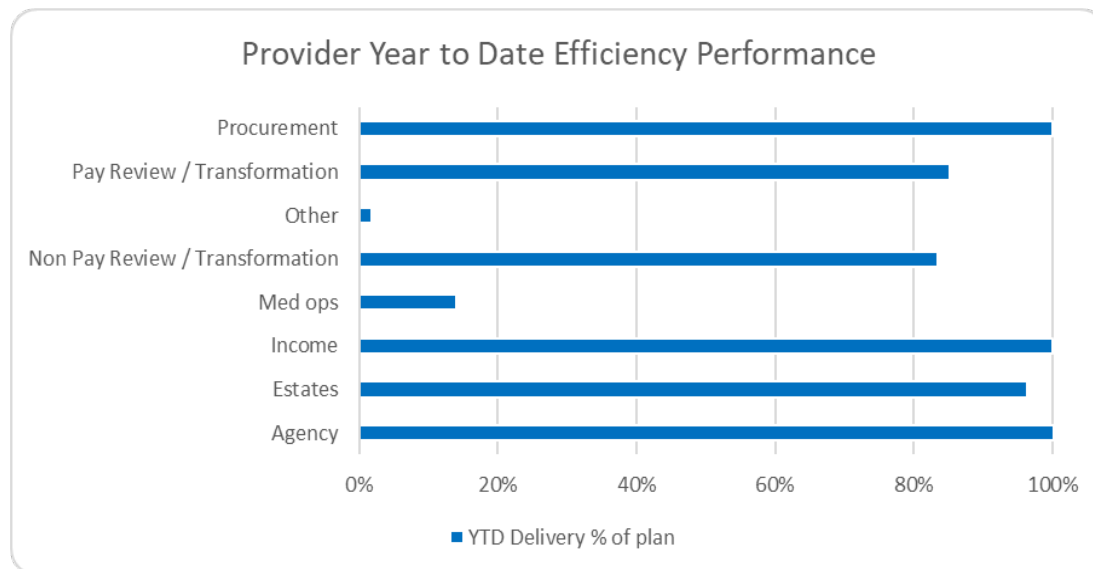 Provider Year to Date Efficiency Performance
Procurement
Pay Review / Transformation
Other
Non Pay Review / Transformation
Med ops
Income
Estates
Agency
0% 20% 40% 60% 80% 100%
YTD Delivery % of plan